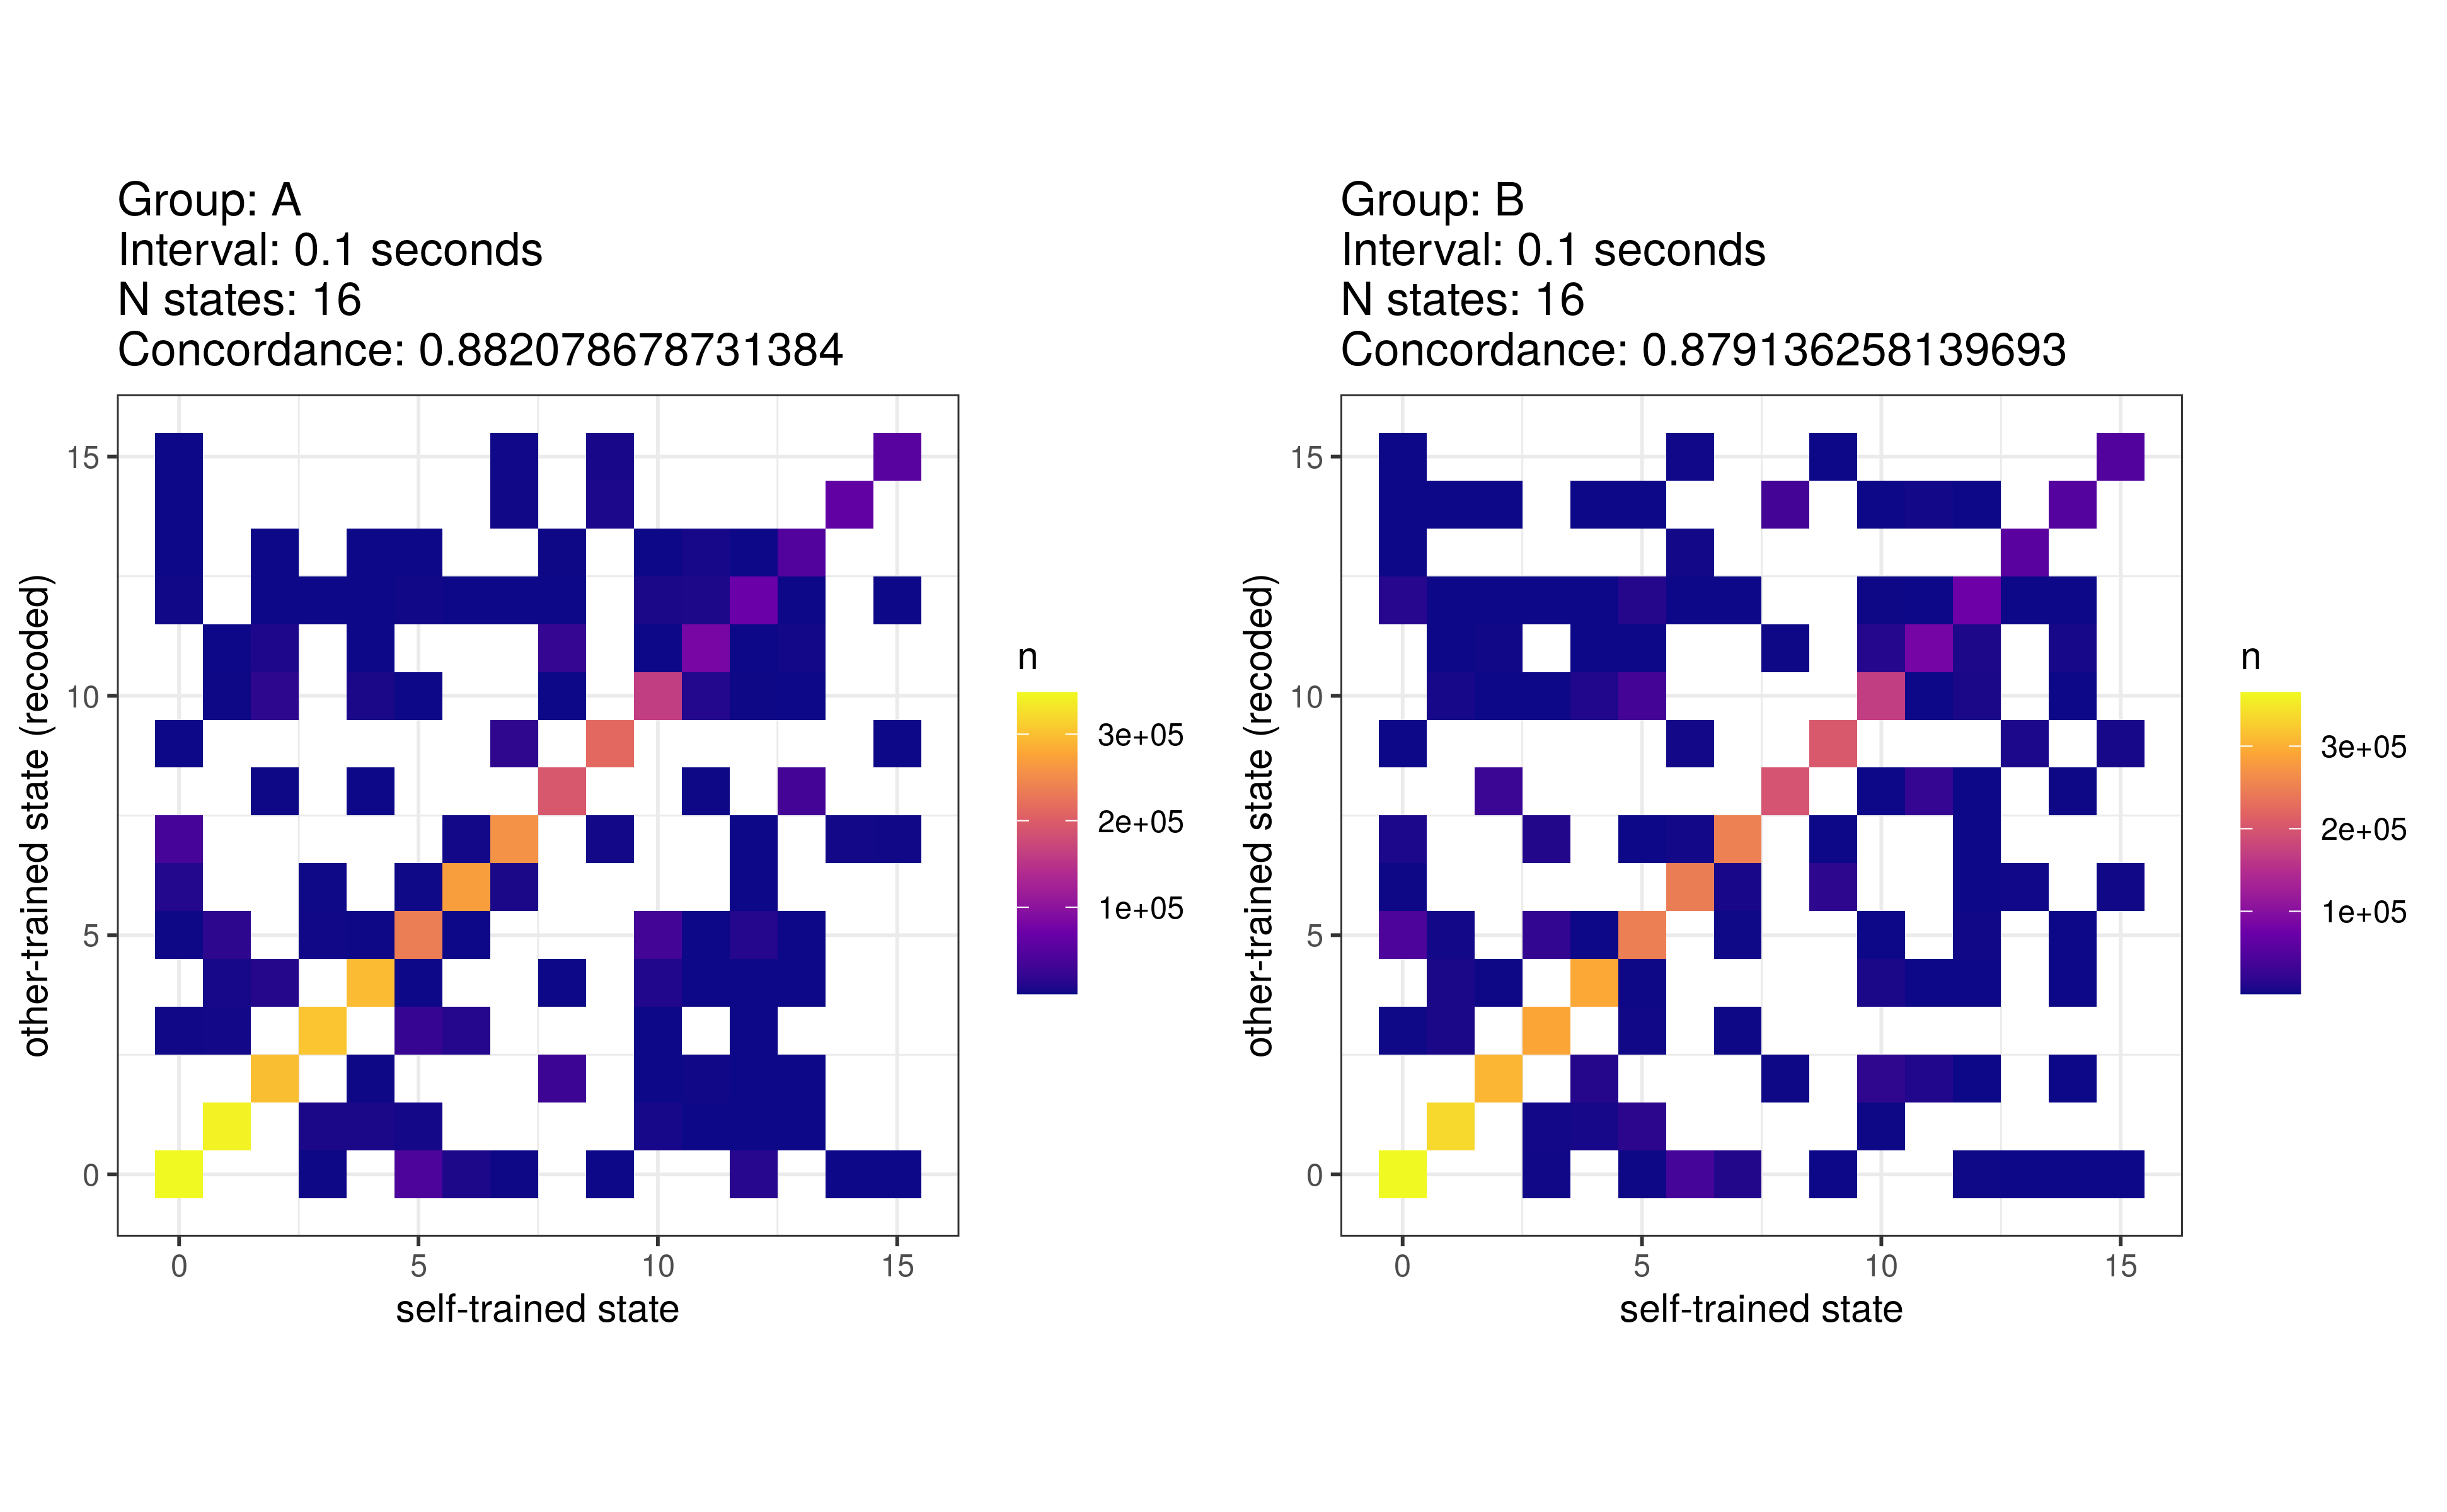 Group: A
Interval: 0.1 seconds
N states: 16
Concordance: 0.882078678731384
other-trained state (recoded)
15
10
5
0
0 5 10 15
self-trained state
n
3e+05
2e+05
1e+05
Group: B
Interval: 0.1 seconds
N states: 16
Concordance: 0.879136258139693
other-trained state (recoded)
15
10
5
0
0 5 10 15
self-trained state
n
3e+05
2e+05
1e+05